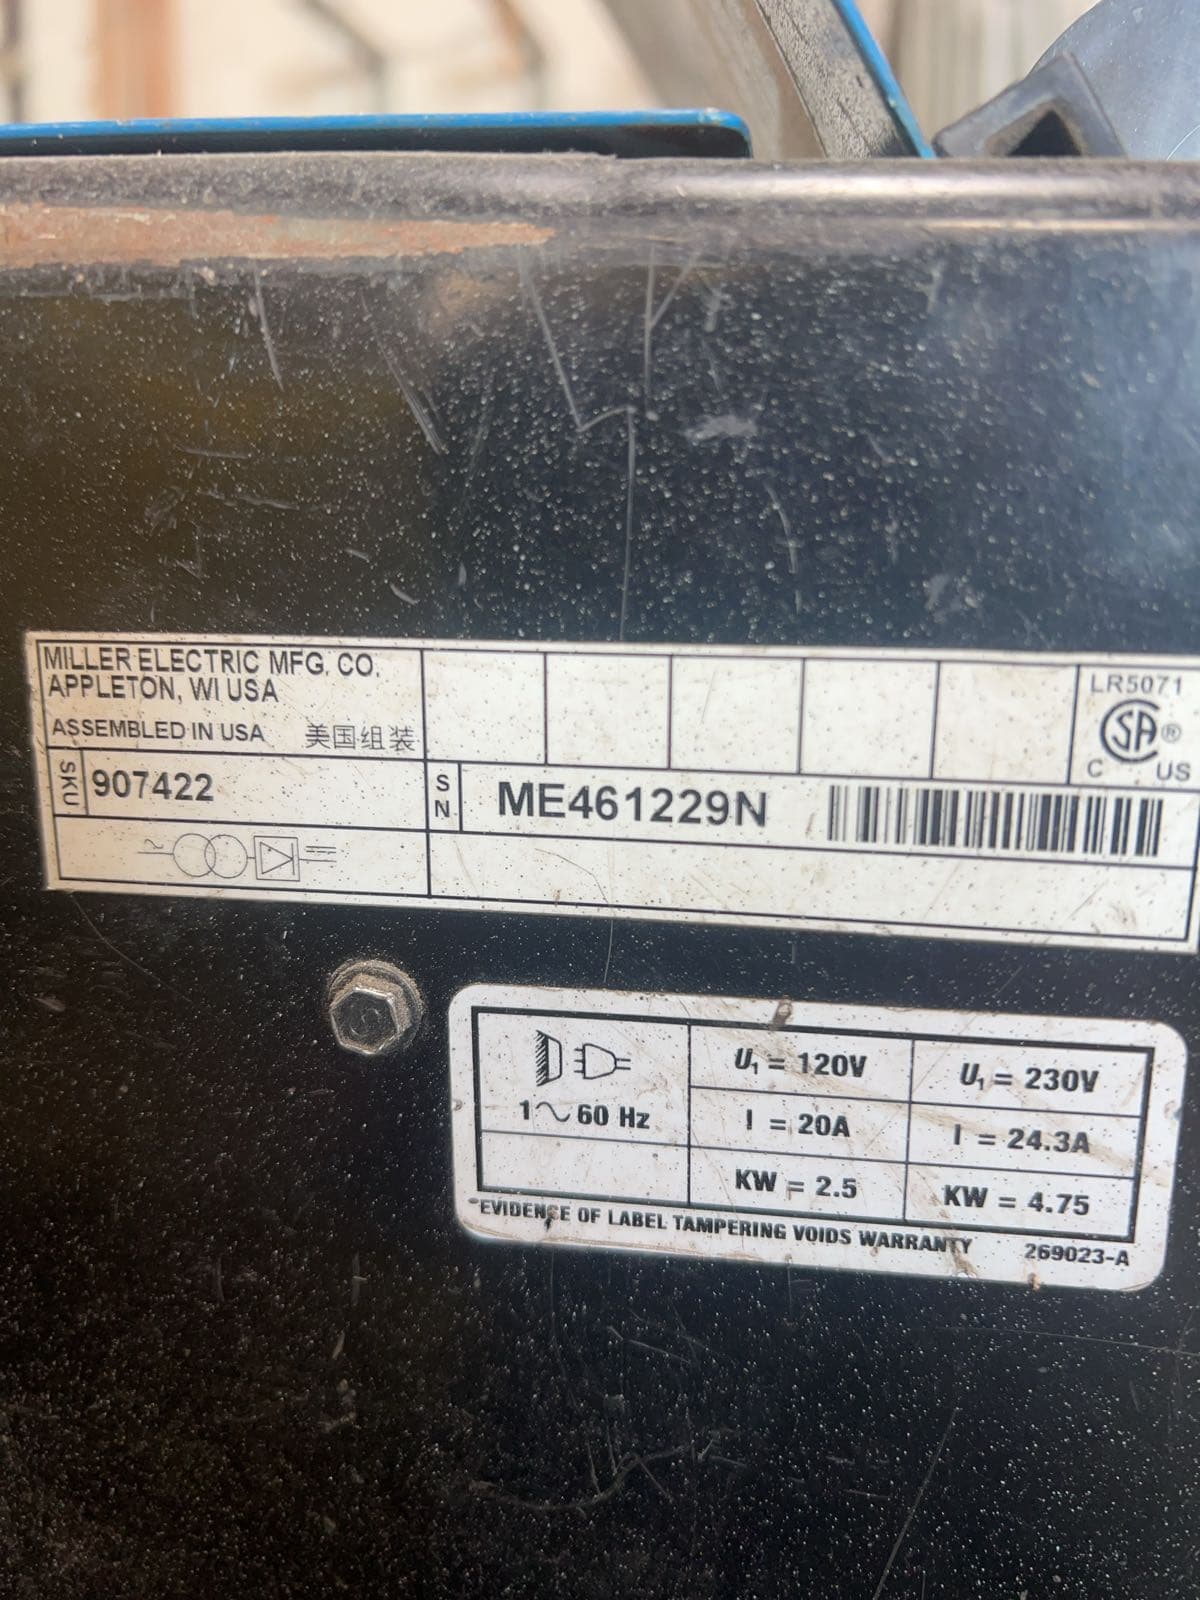 MILLER ELECTRIC MFG. CO.
APPLETON, WI USA
ASSEMBLED IN USA 美国组装
LR5071
SA ®
C US
SKU 907422
SN ME461229N
1~60 Hz
U₁ = 120V
U₁ = 230V
I = 20A
I = 24.3A
KW = 2.5
KW = 4.75
EVIDENCE OF LABEL TAMPERING VOIDS WARRANTY 269023-A